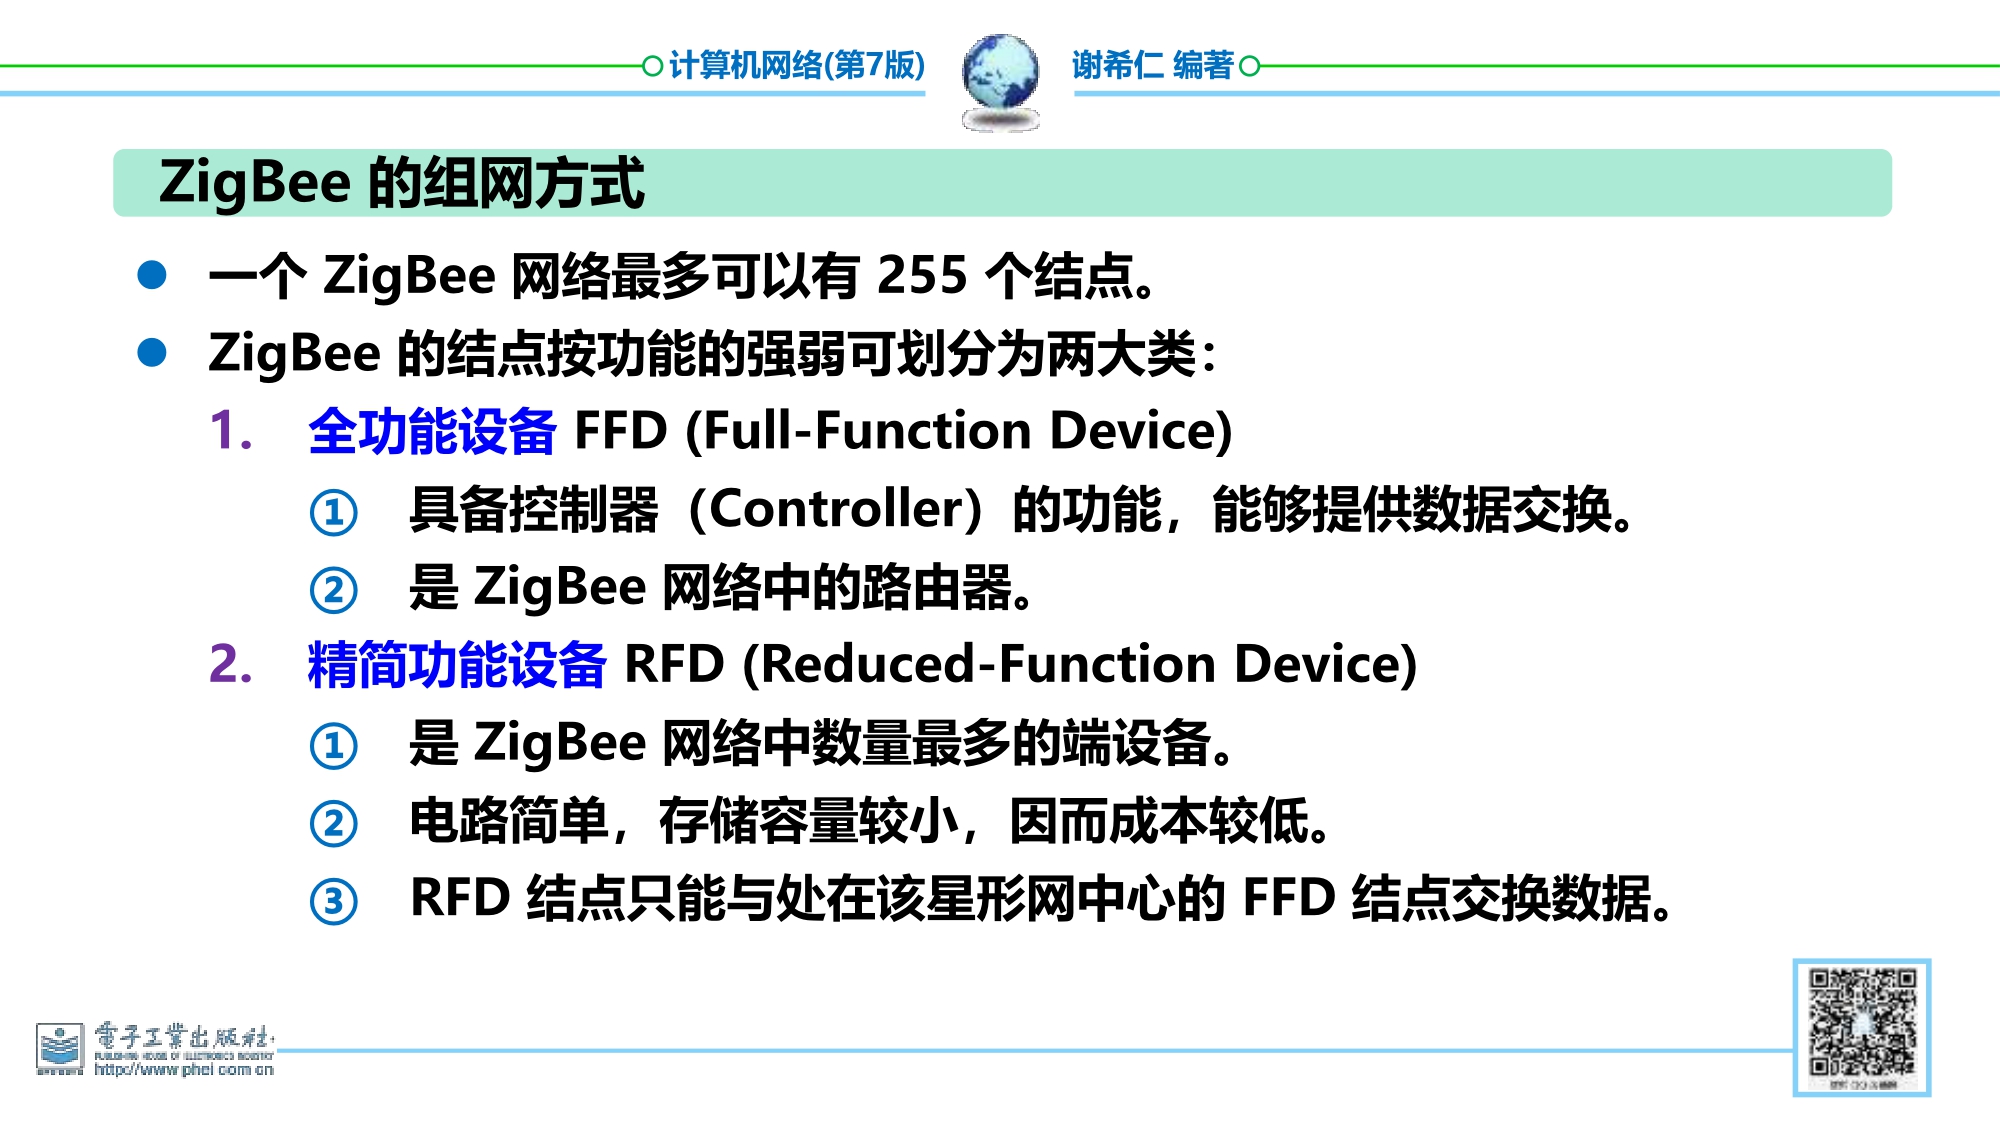 计算机网络(第7版)
谢希仁 编著
ZigBee 的组网方式
● 一个 ZigBee 网络最多可以有 255 个结点。
● ZigBee 的结点按功能的强弱可划分为两大类：
1. 全功能设备 FFD (Full-Function Device)
① 具备控制器（Controller）的功能，能够提供数据交换。
② 是 ZigBee 网络中的路由器。
2. 精简功能设备 RFD (Reduced-Function Device)
① 是 ZigBee 网络中数量最多的端设备。
② 电路简单，存储容量较小，因而成本较低。
③ RFD 结点只能与处在该星形网中心的 FFD 结点交换数据。
電子工業出版社
PUBLISHING HOUSE OF ELECTRONICS INDUSTRY
http://www.phei.com.cn